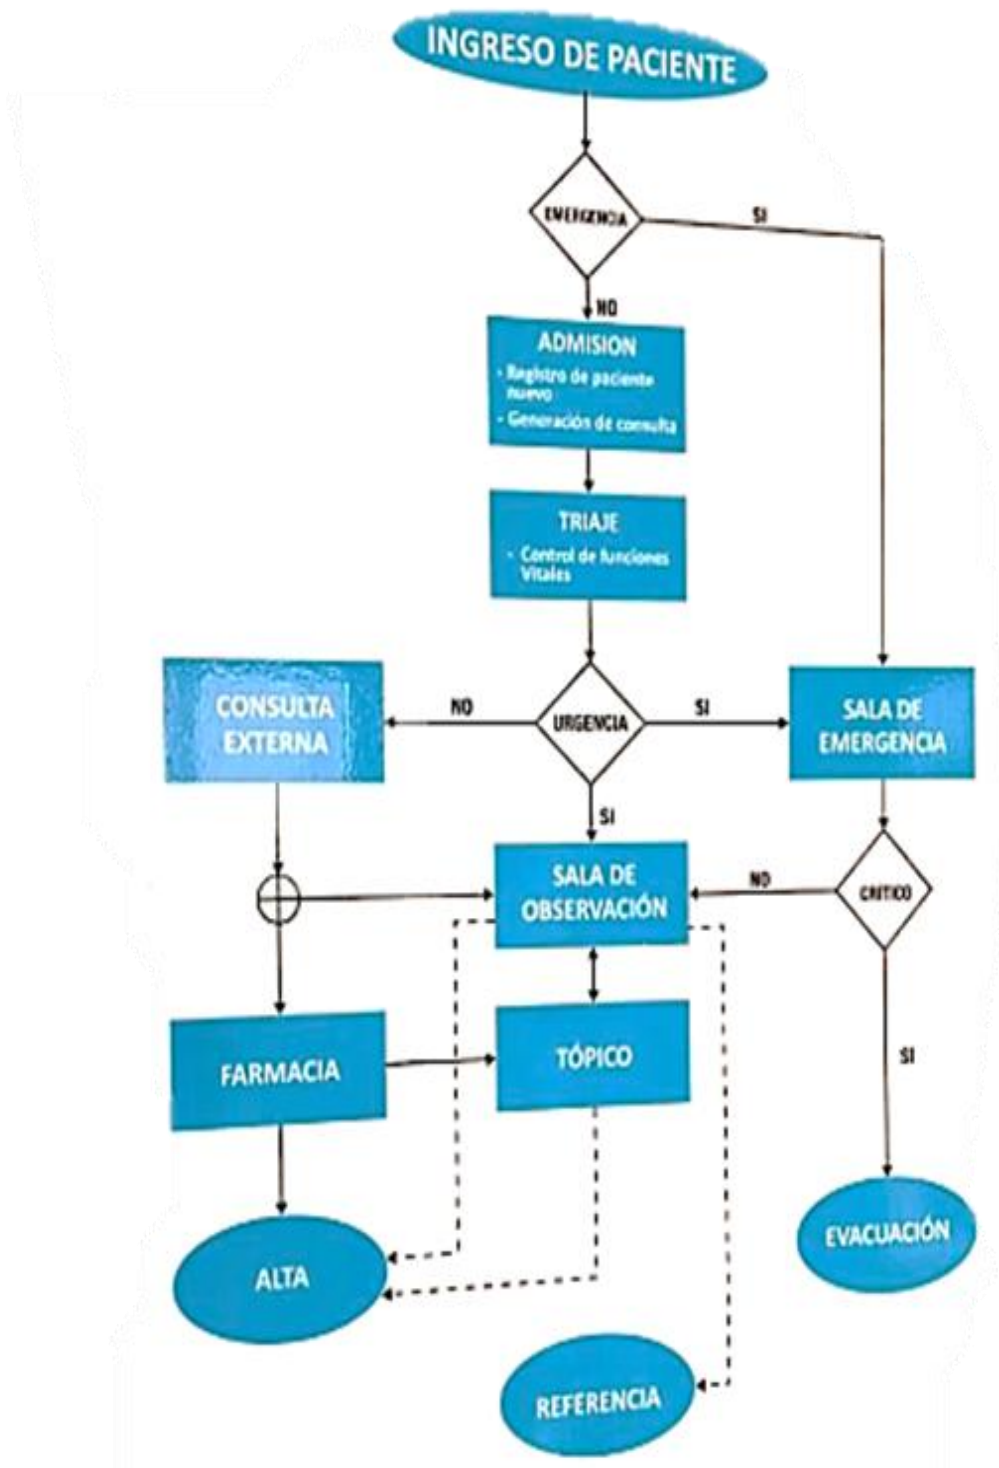 INGRESO DE PACIENTE
EMERGENCIA
SI
NO
ADMISION
- Registro de paciente
nuevo
- Generación de consulta
TRIAJE
- Control de funciones
Vitales
CONSULTA
EXTERNA
NO
URGENCIA
SI
SALA DE
EMERGENCIA
SI
SALA DE
OBSERVACIÓN
NO
CRITICO
FARMACIA
TÓPICO
SI
ALTA
EVACUACIÓN
REFERENCIA